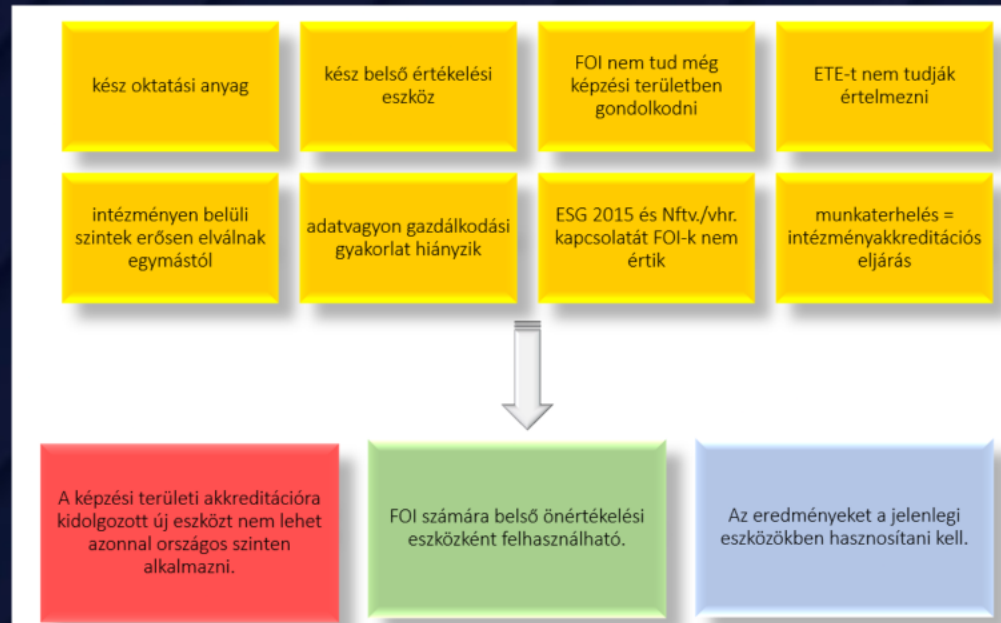 kész oktatási anyag
kész belső értékelési
eszköz
FOI nem tud még
képzési területben
gondolkodni
ETE-t nem tudják
értelmezni
intézményen belüli
szintek erősen elválnak
egymástól
adatvagyon gazdálkodási
gyakorlat hiányzik
ESG 2015 és Nftv./vhr.
kapcsolatát FOI-k nem
értik
munkaterhelés =
intézményakkreditációs
eljárás
A képzési területi akkreditációra
kidolgozott új eszközt nem lehet
azonnal országos szinten
alkalmazni.
FOI számára belső önértékelési
eszközként felhasználható.
Az eredményeket a jelenlegi
eszközökben hasznosítani kell.